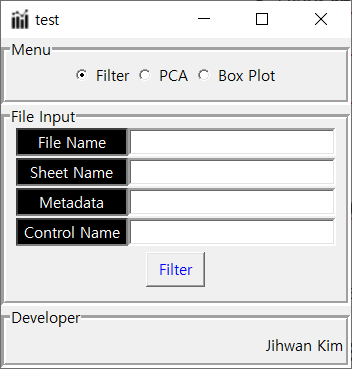 test
Menu
Filter PCA Box Plot
File Input
File Name
Sheet Name
Metadata
Control Name
Filter
Developer
Jihwan Kim